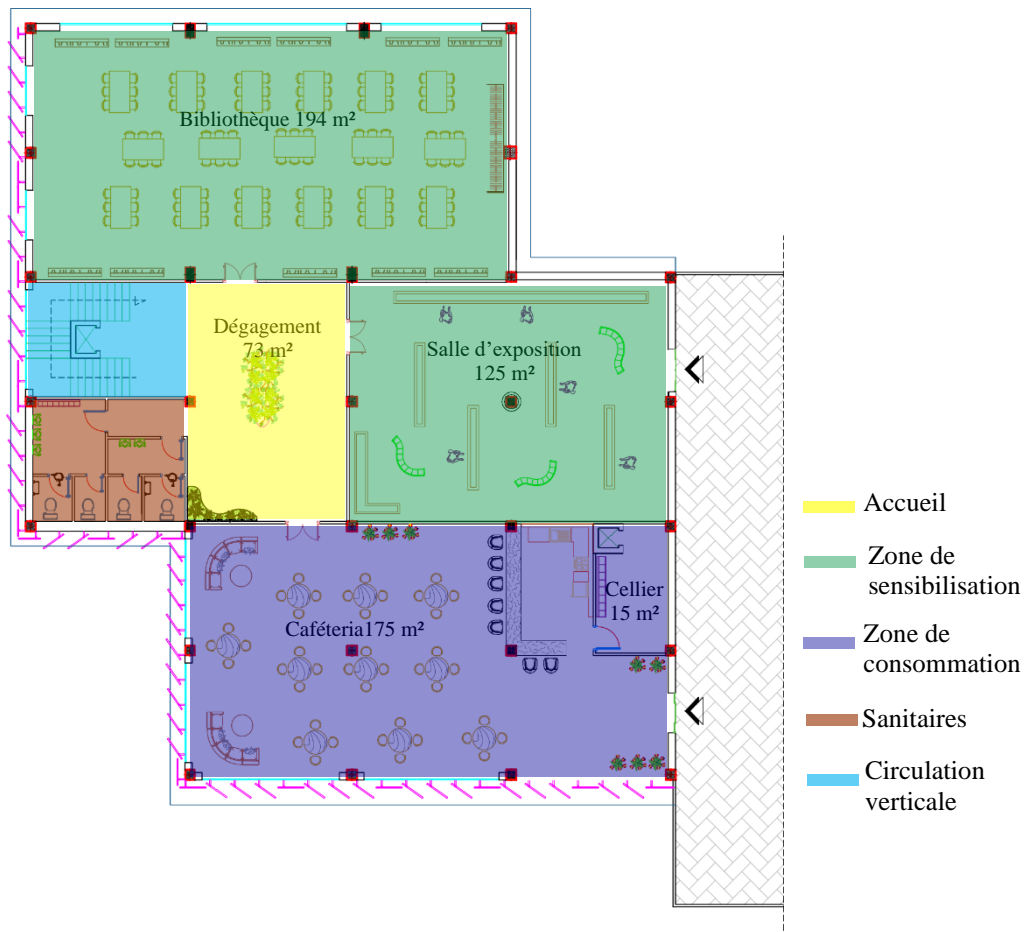 Bibliothèque 194 m²
Dégagement
73 m²
Salle d'exposition
125 m²
Caféteria175 m²
Cellier
15 m²
Accueil
Zone de
sensibilisation
Zone de
consommation
Sanitaires
Circulation
verticale